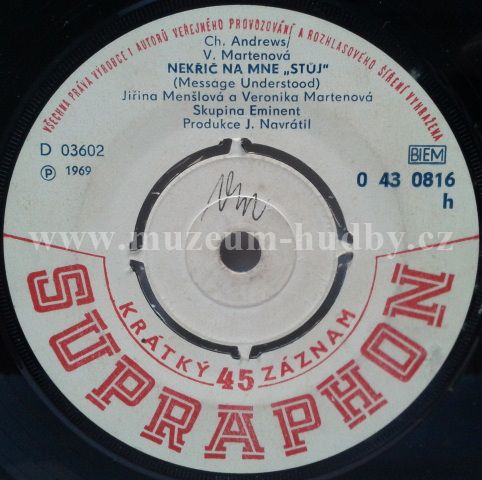 VŠECHNA PRÁVA VÝROBCE I AUTORŮ VEŘEJNÉHO PROVOZOVÁNÍ A ROZHLASOVÉHO ŠÍŘENÍ VYHRAŽENA
Ch. Andrews/
V. Martenová
NEKŘIČ NA MNE „STŮJ“
(Message Understood)
Jiřina Menšlová a Veronika Martenová
Skupina Eminent
Produkce J. Navrátil
D 03602
BIEM
Ⓟ 1969
0 43 0816
h
www.muzeum-hudby.cz
KRÁTKÝ 45 ZÁZNAM
SUPRAPHON